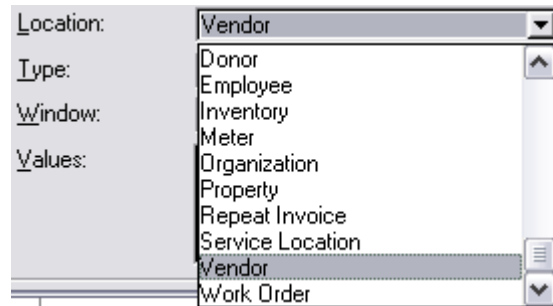 Location: Vendor
Type:
Window:
Values:
Donor
Employee
Inventory
Meter
Organization
Property
Repeat Invoice
Service Location
Vendor
Work Order